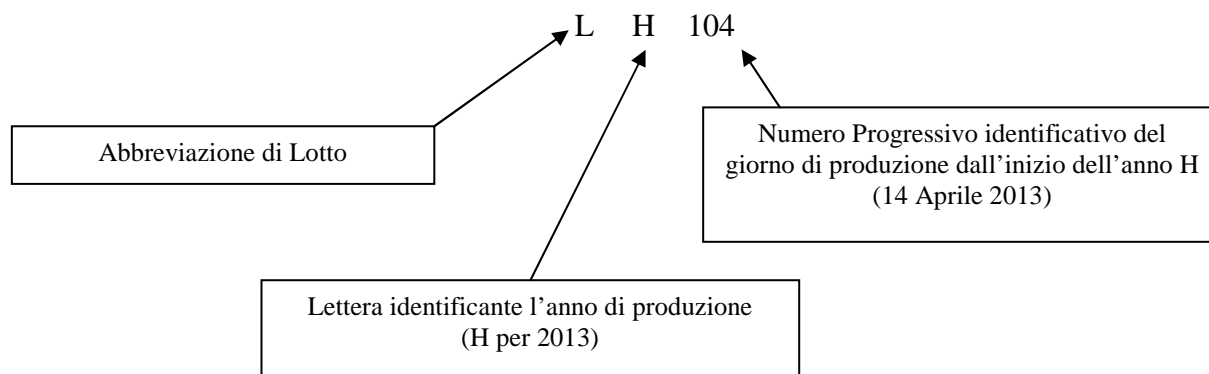 L H 104
Abbreviazione di Lotto
Numero Progressivo identificativo del
giorno di produzione dall’inizio dell’anno H
(14 Aprile 2013)
Lettera identificante l’anno di produzione
(H per 2013)